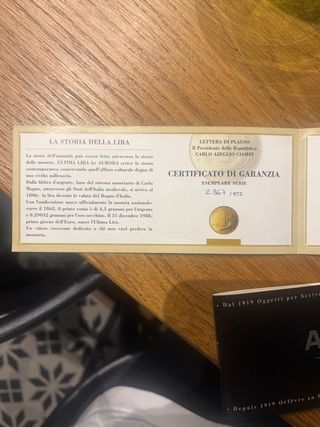 LA STORIA DELLA LIRA
La storia dell'umanità può essere letta attraverso la storia
delle monete. ULTIMA LIRA by AURORA scrive la storia
contemporanea conservando quell'afflato culturale degno di
una civiltà millenaria.
Dalla libbra d'argento, base del sistema monetario di Carlo
Magno, attraverso gli Stati dell'Italia medievale, si arriva al
1806: la lira diventa la valuta del Regno d'Italia.
Con l'unificazione nasce ufficialmente la moneta nazionale:
corre il 1862, il primo conio è di 4,5 grammi per l'argento
e 0,29032 grammi per l'oro zecchino. Il 31 dicembre 1988,
primo giorno dell'Euro, nasce l'Ultima Lira.
Un valore crescente dedicato a chi non vuol perdere la
memoria.
LETTERA DI PLAUSO
Il Presidente della Repubblica
CARLO AZEGLIO CIAMPI
CERTIFICATO DI GARANZIA
ESEMPLARE SERIE
/975
• Dal 1919 Oggetti per Scrive
A
• Depuis 1919 Orfèvre en